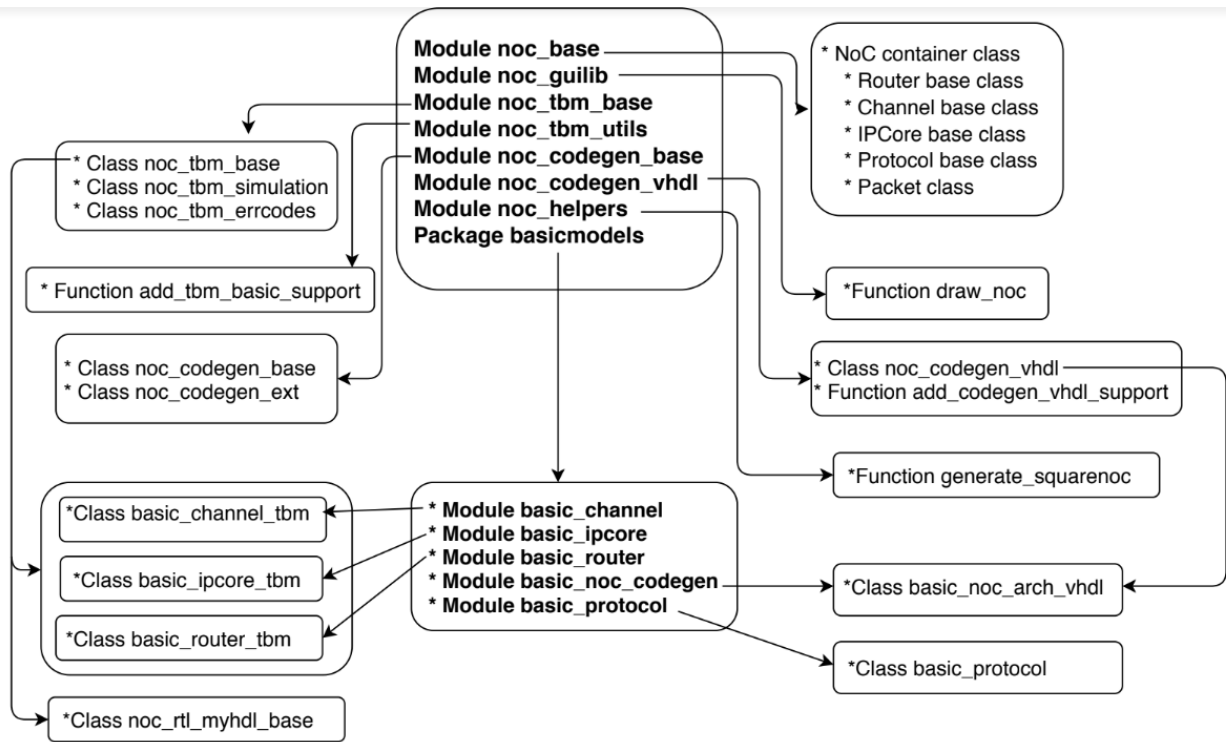 Module noc_base
Module noc_guilib
Module noc_tbm_base
Module noc_tbm_utils
Module noc_codegen_base
Module noc_codegen_vhdl
Module noc_helpers
Package basicmodels
* NoC container class
* Router base class
* Channel base class
* IPCore base class
* Protocol base class
* Packet class
* Class noc_tbm_base
* Class noc_tbm_simulation
* Class noc_tbm_errcodes
* Function add_tbm_basic_support
*Function draw_noc
* Class noc_codegen_base
* Class noc_codegen_ext
* Class noc_codegen_vhdl
* Function add_codegen_vhdl_support
*Function generate_squarenoc
*Class basic_channel_tbm
*Class basic_ipcore_tbm
*Class basic_router_tbm
* Module basic_channel
* Module basic_ipcore
* Module basic_router
* Module basic_noc_codegen
* Module basic_protocol
*Class basic_noc_arch_vhdl
*Class basic_protocol
*Class noc_rtl_myhdl_base